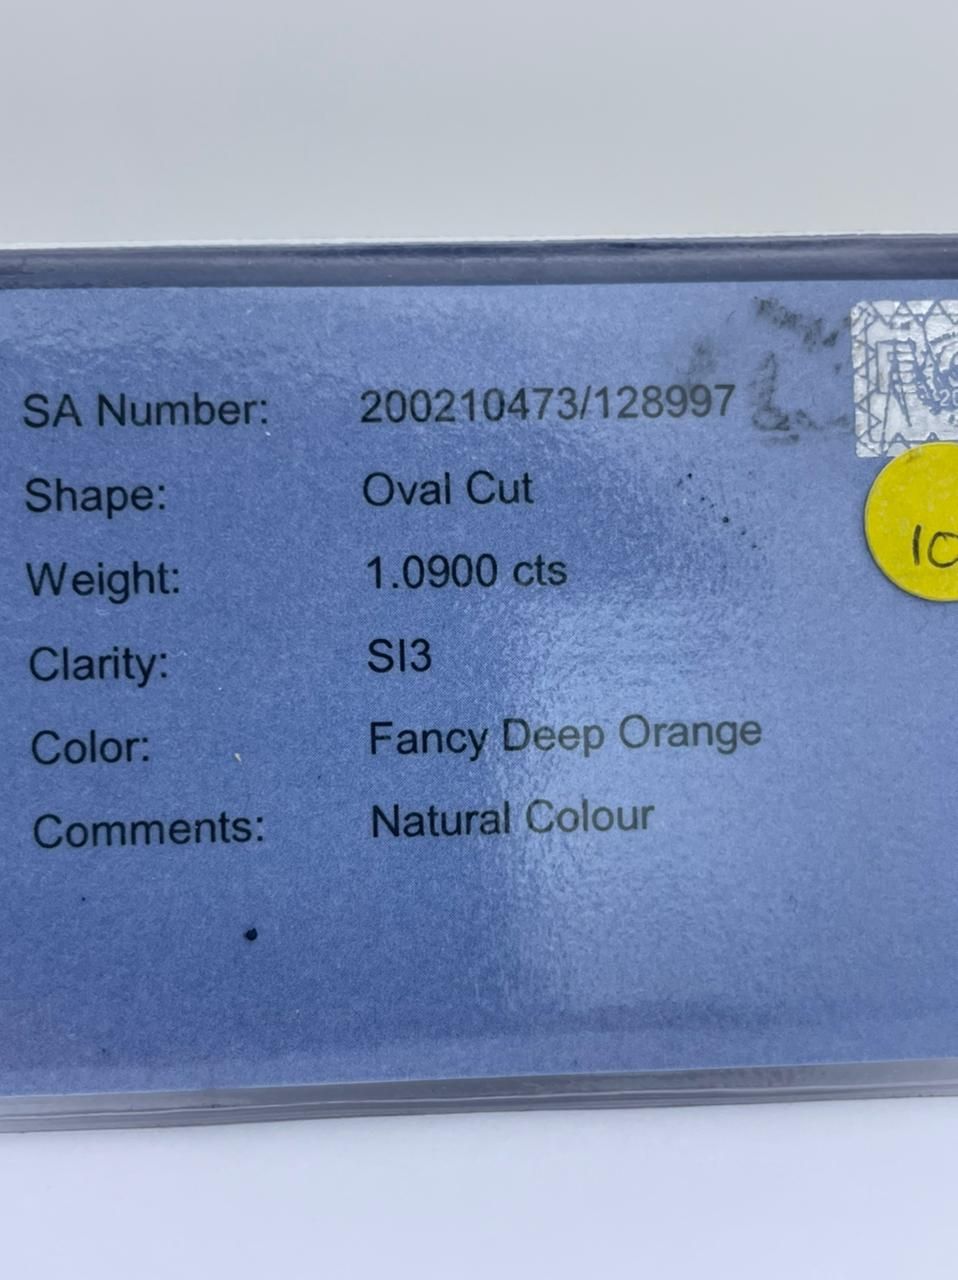 SA Number: 200210473/128997
Shape: Oval Cut
Weight: 1.0900 cts
Clarity: SI3
Color: Fancy Deep Orange
Comments: Natural Colour
10